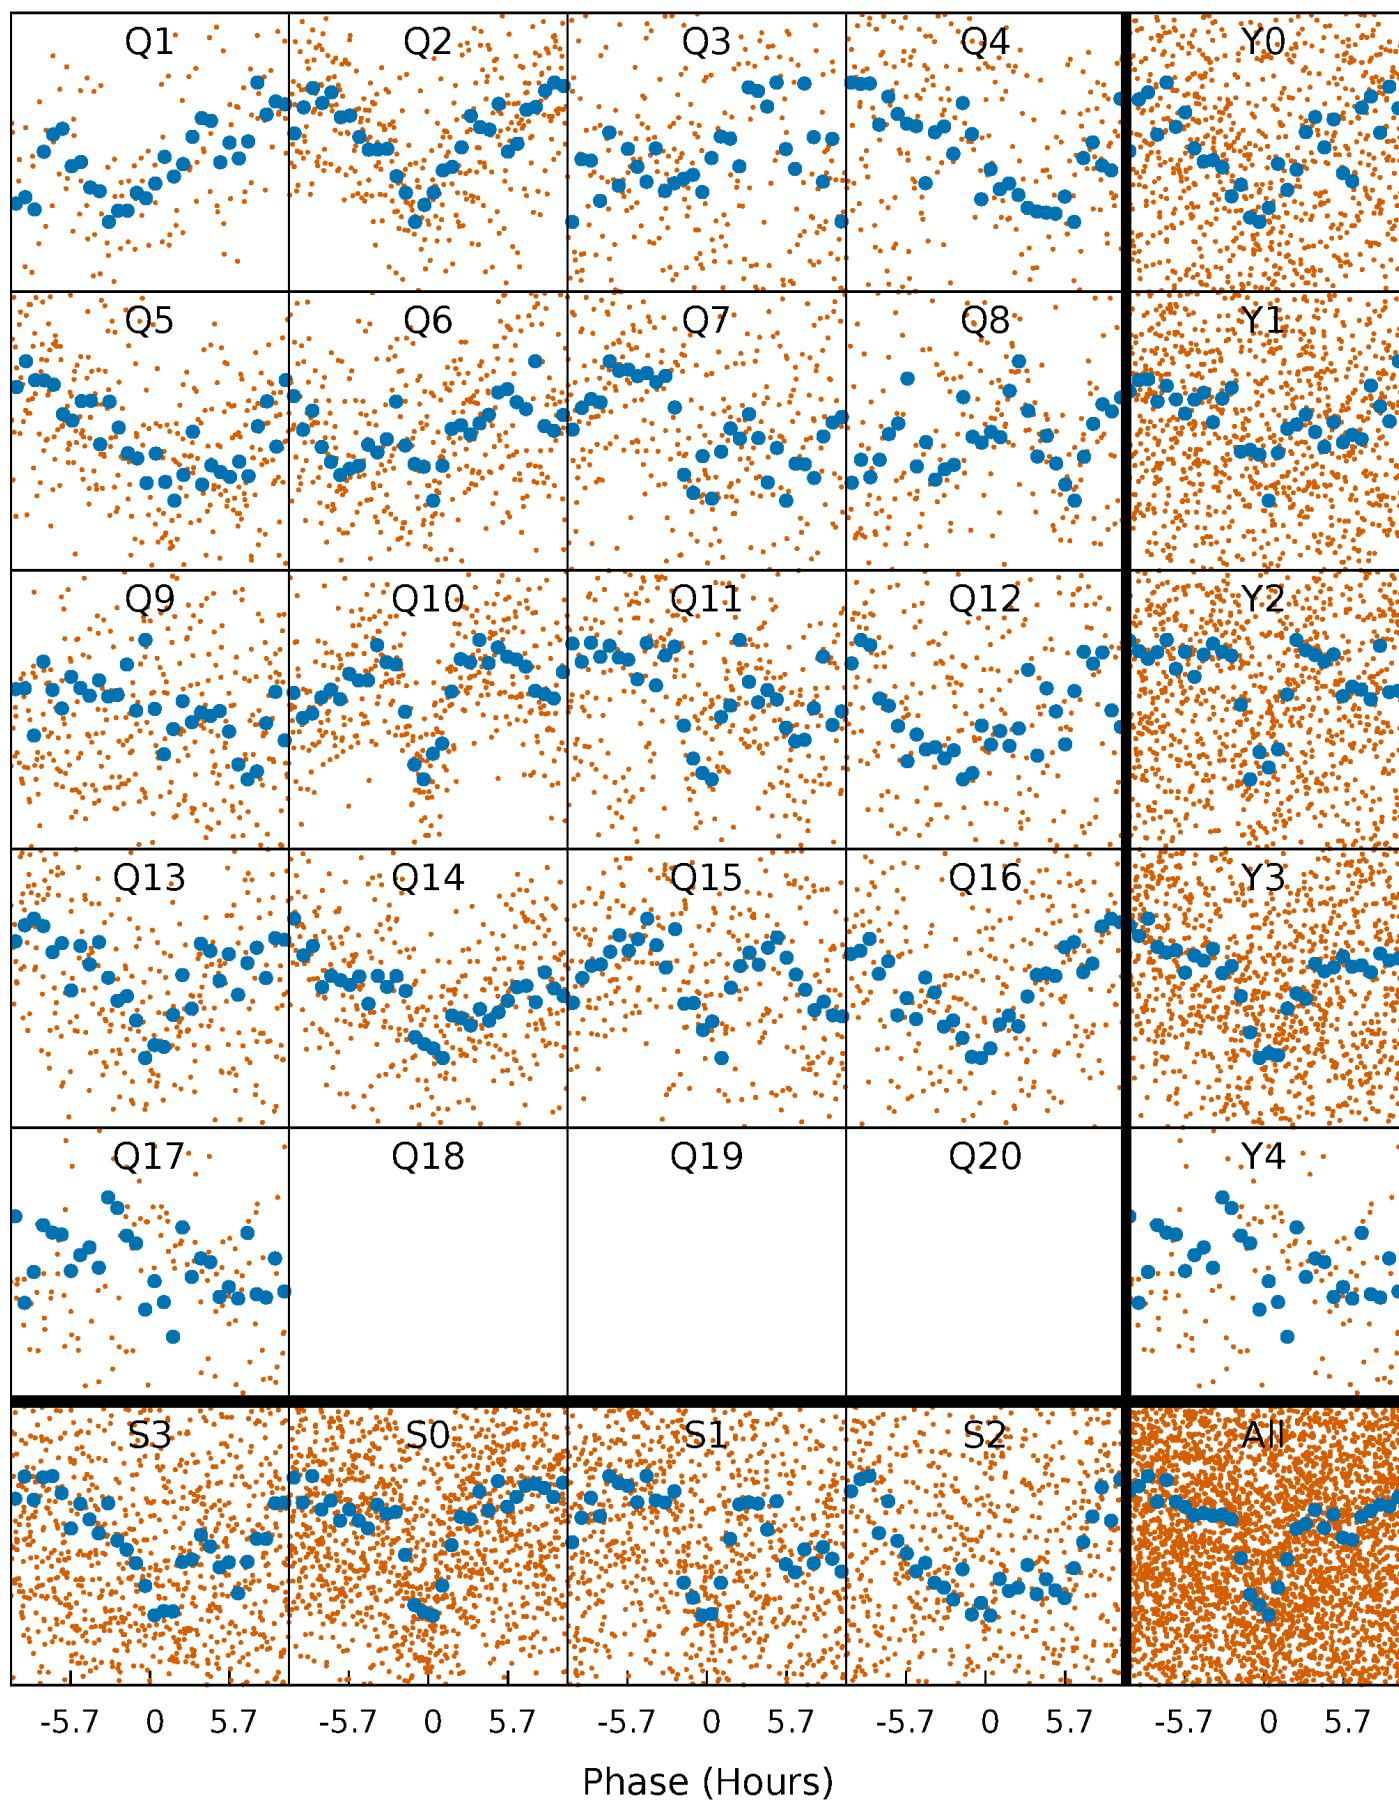 Q1 Q2 Q3 Q4 Y0
Q5 Q6 Q7 Q8 Y1
Q9 Q10 Q11 Q12 Y2
Q13 Q14 Q15 Q16 Y3
Q17 Q18 Q19 Q20 Y4
S3 S0 S1 S2 All
-5.7 0 5.7 -5.7 0 5.7 -5.7 0 5.7 -5.7 0 5.7 -5.7 0 5.7
Phase (Hours)